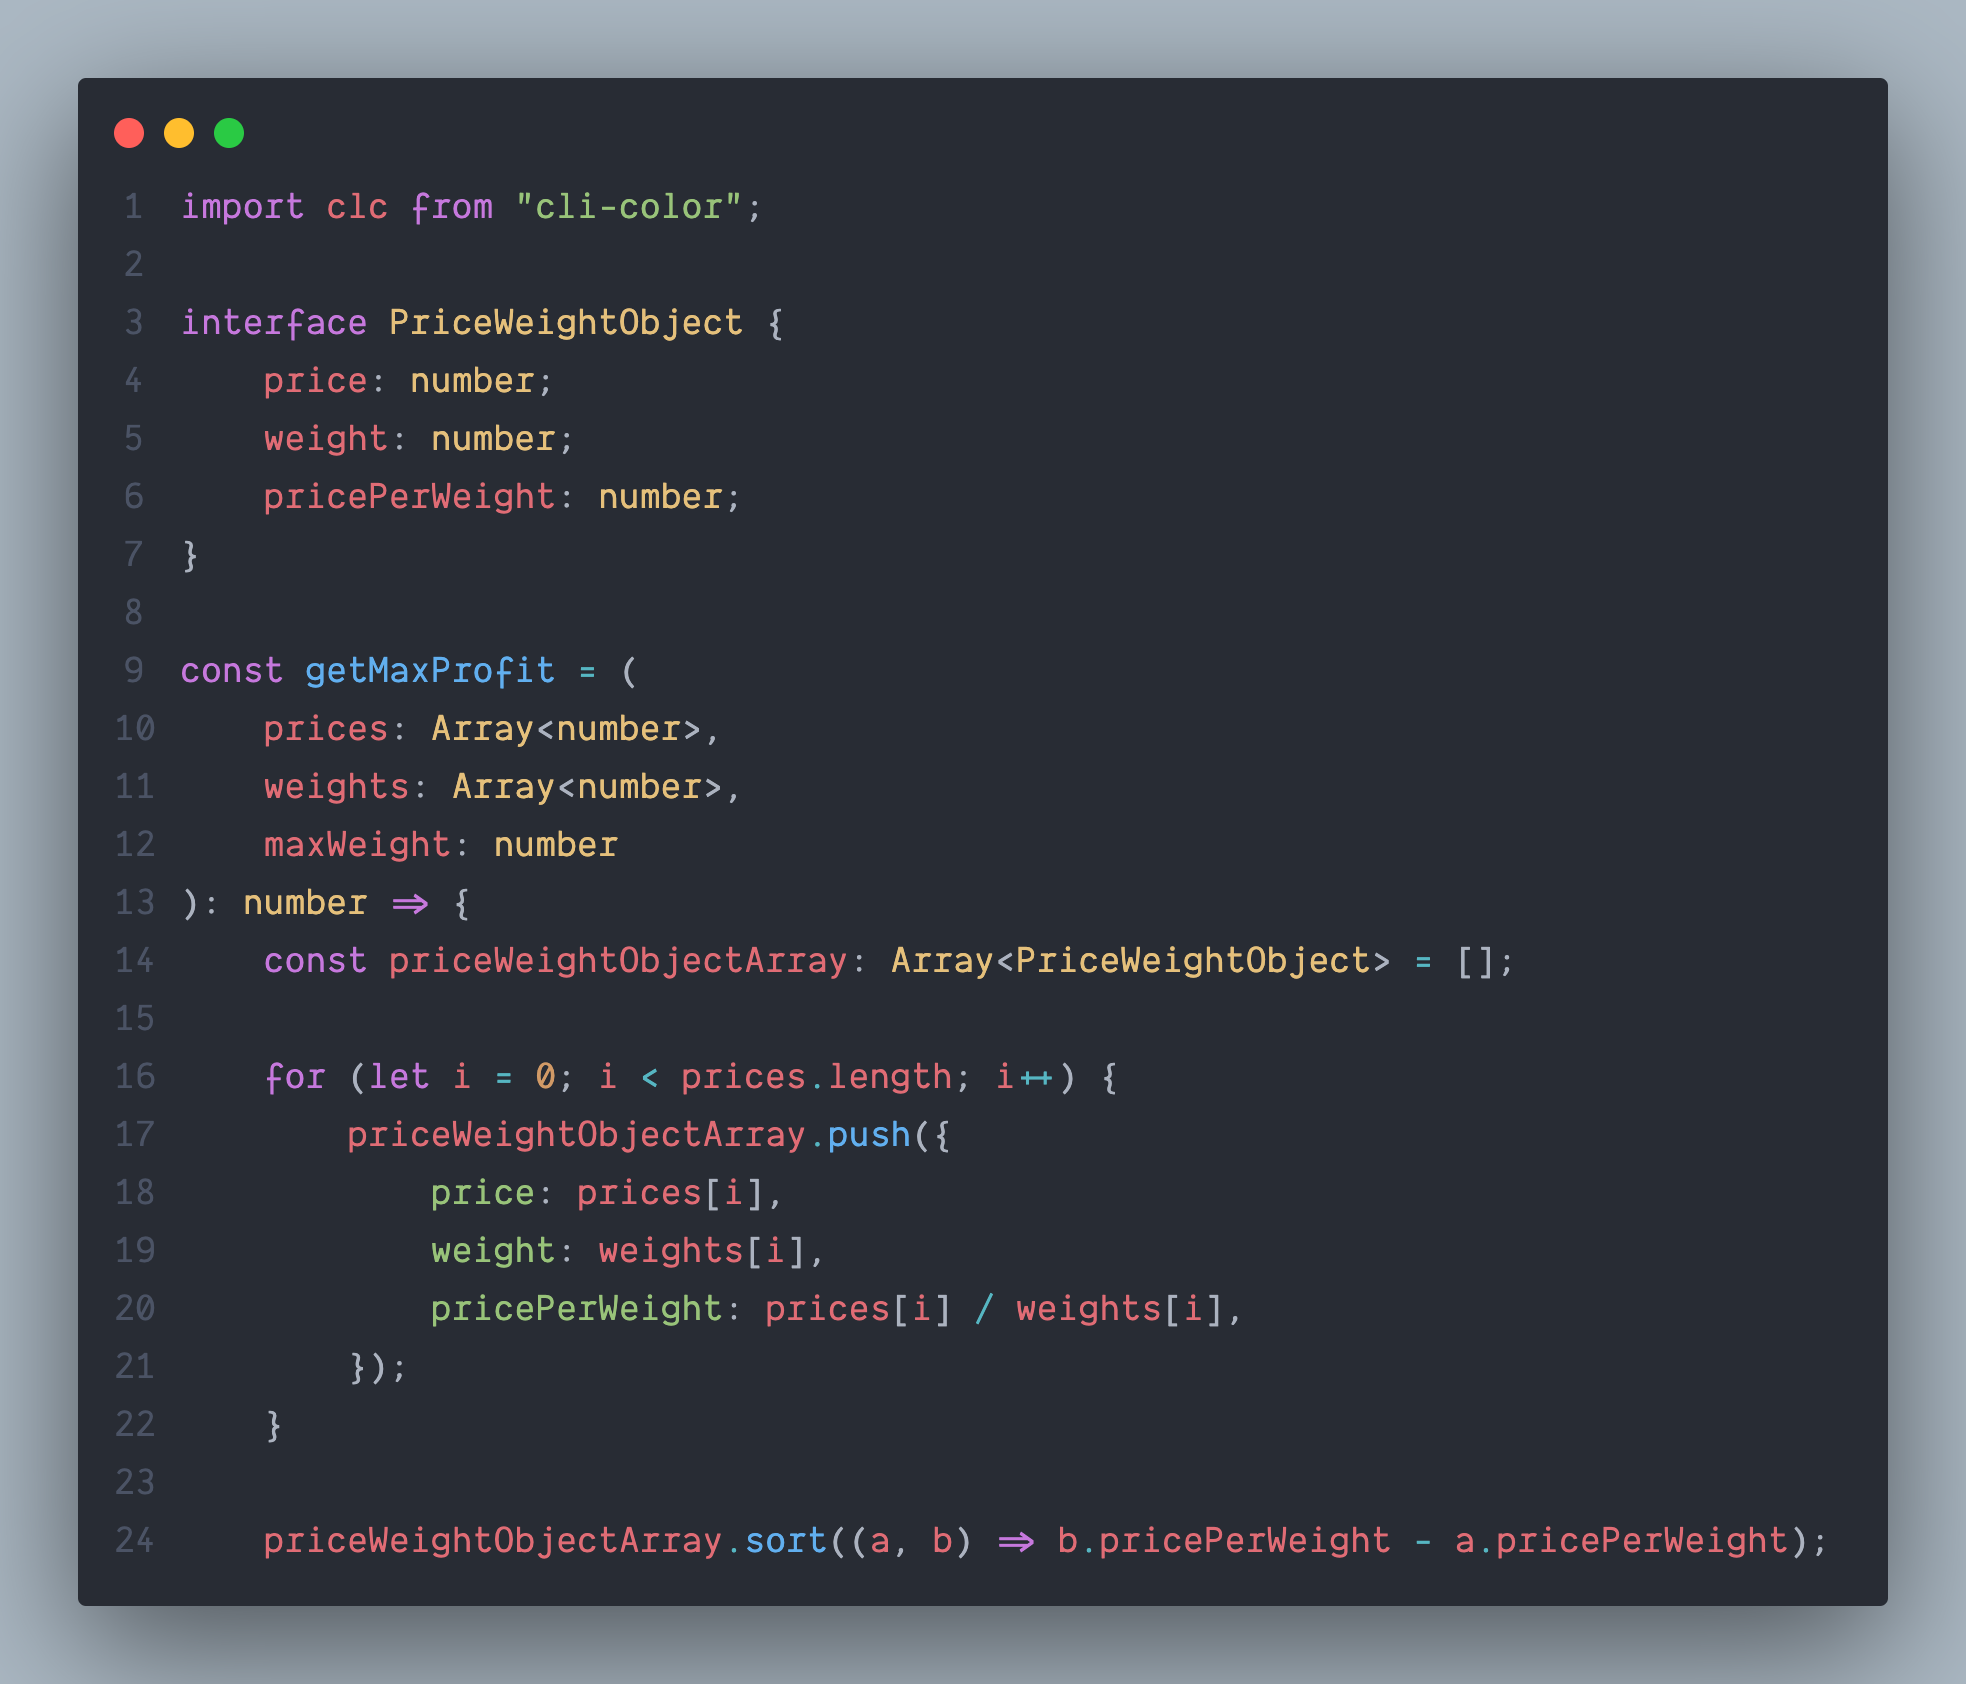 1 import clc from "cli-color";
2
3 interface PriceWeightObject {
4     price: number;
5     weight: number;
6     pricePerWeight: number;
7 }
8
9 const getMaxProfit = (
10     prices: Array<number>,
11     weights: Array<number>,
12     maxWeight: number
13 ): number => {
14     const priceWeightObjectArray: Array<PriceWeightObject> = [];
15
16     for (let i = 0; i < prices.length; i++) {
17         priceWeightObjectArray.push({
18             price: prices[i],
19             weight: weights[i],
20             pricePerWeight: prices[i] / weights[i],
21         });
22     }
23
24     priceWeightObjectArray.sort((a, b) => b.pricePerWeight - a.pricePerWeight);